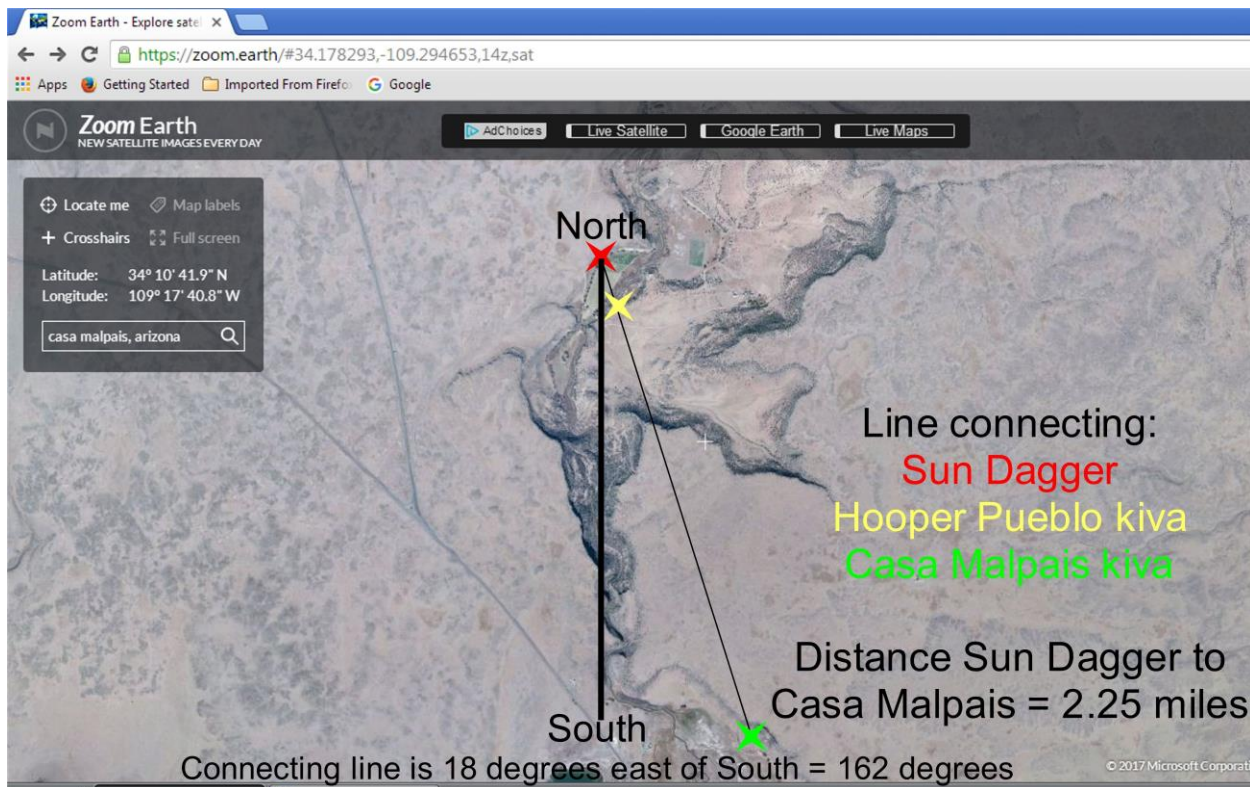 Zoom Earth - Explore satel
https://zoom.earth/#34.178293,-109.294653,14z,sat
Apps Getting Started Imported From Firefo Google
Zoom Earth
NEW SATELLITE IMAGES EVERY DAY
AdChoices Live Satellite Google Earth Live Maps
Locate me Map labels
Crosshairs Full screen
Latitude: 34° 10' 41.9" N
Longitude: 109° 17' 40.8" W
casa malpais, arizona
North
Line connecting:
Sun Dagger
Hooper Pueblo kiva
Casa Malpais kiva
Distance Sun Dagger to
Casa Malpais = 2.25 miles
South
Connecting line is 18 degrees east of South = 162 degrees
© 2017 Microsoft Corporati